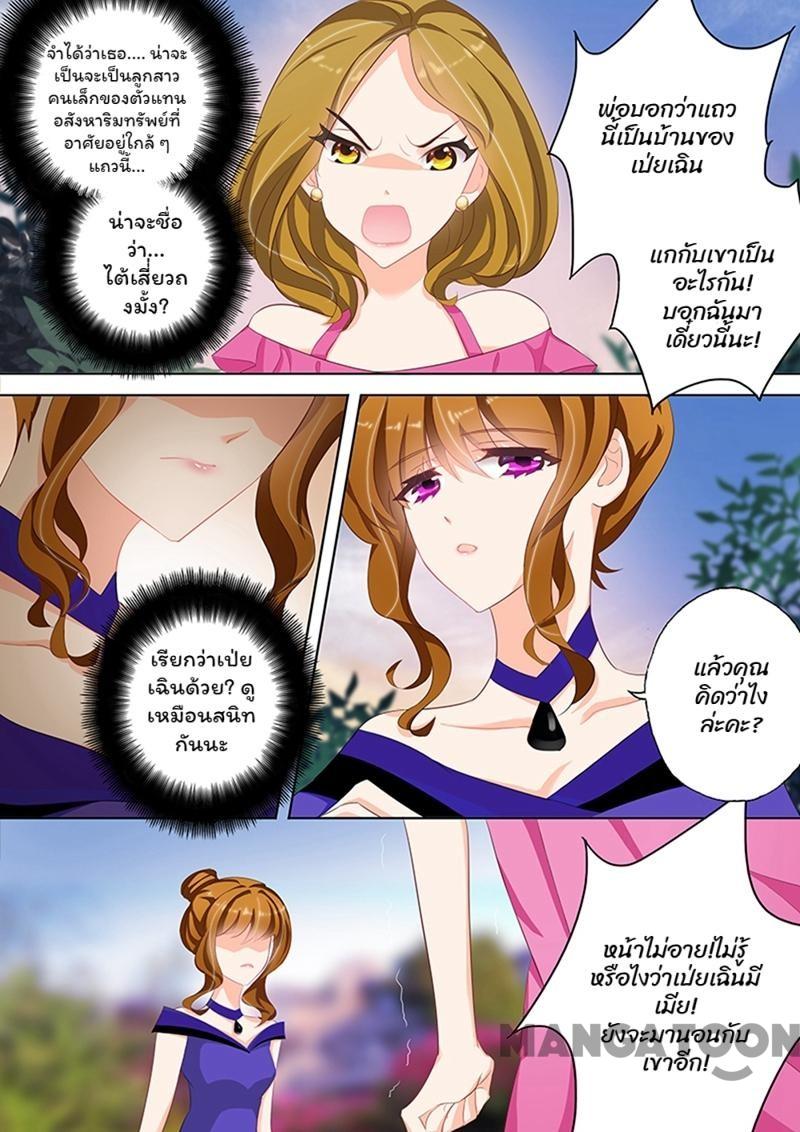 จำได้ว่าเธอ.... น่าจะ
เป็นจะเป็นลูกสาว
คนเล็กของตัวแทน
อสังหาริมทรัพย์ที่
อาศัยอยู่ใกล้ ๆ
แถวนี้...
น่าจะชื่อ
ว่า...
ไต้เสี่ยวถ
งมั้ง?
พ่อบอกว่าแถว
นี้เป็นบ้านของ
เป่ยเฉิน
แกกับเขาเป็น
อะไรกัน!
บอกฉันมา
เดี๋ยวนี้นะ!
เรียกว่าเป่ย
เฉินด้วย? ดู
เหมือนสนิท
กันนะ
แล้วคุณ
คิดว่าไง
ล่ะคะ?
หน้าไม่อาย!ไม่รู้
หรือไงว่าเป่ยเฉินมี
เมีย!
ยังจะมานอนกับ
เขาอีก!
MANGATOON